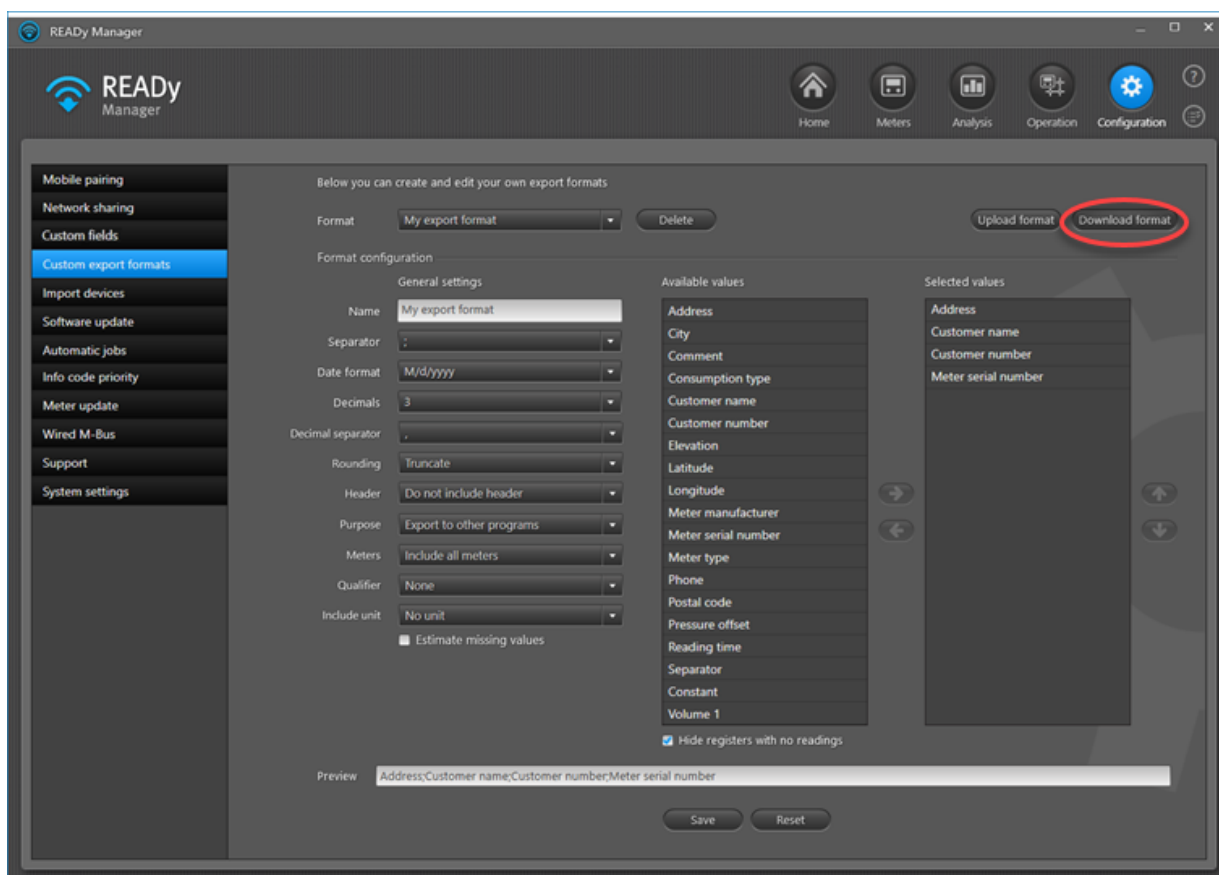 READy Manager
READy
Manager
Home
Meters
Analysis
Operation
Configuration
Mobile pairing
Network sharing
Custom fields
Custom export formats
Import devices
Software update
Automatic jobs
Info code priority
Meter update
Wired M-Bus
Support
System settings
Below you can create and edit your own export formats
Format My export format Delete Upload format Download format
Format configuration
General settings
Name My export format
Separator ;
Date format M/d/yyyy
Decimals 3
Decimal separator ,
Rounding Truncate
Header Do not include header
Purpose Export to other programs
Meters Include all meters
Qualifier None
Include unit No unit
Estimate missing values
Available values
Address
City
Comment
Consumption type
Customer name
Customer number
Elevation
Latitude
Longitude
Meter manufacturer
Meter serial number
Meter type
Phone
Postal code
Pressure offset
Reading time
Separator
Constant
Volume 1
Hide registers with no readings
Selected values
Address
Customer name
Customer number
Meter serial number
Preview Address;Customer name;Customer number;Meter serial number
Save Reset